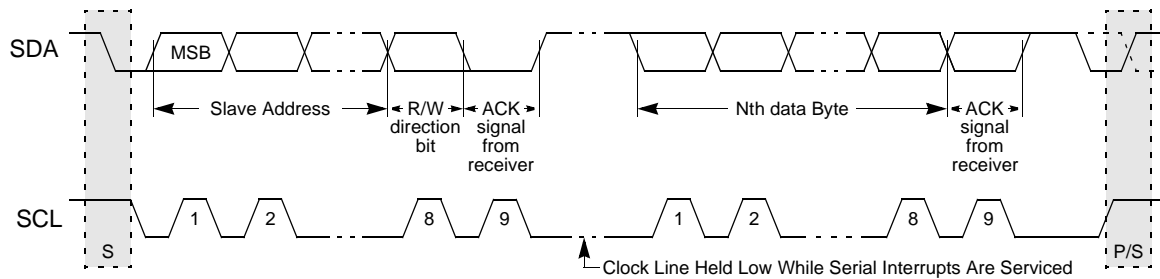 SDA
MSB
Slave Address
R/W
direction
bit
ACK
signal
from
receiver
Nth data Byte
ACK
signal
from
receiver
SCL
1
2
8
9
1
2
8
9
S
P/S
Clock Line Held Low While Serial Interrupts Are Serviced